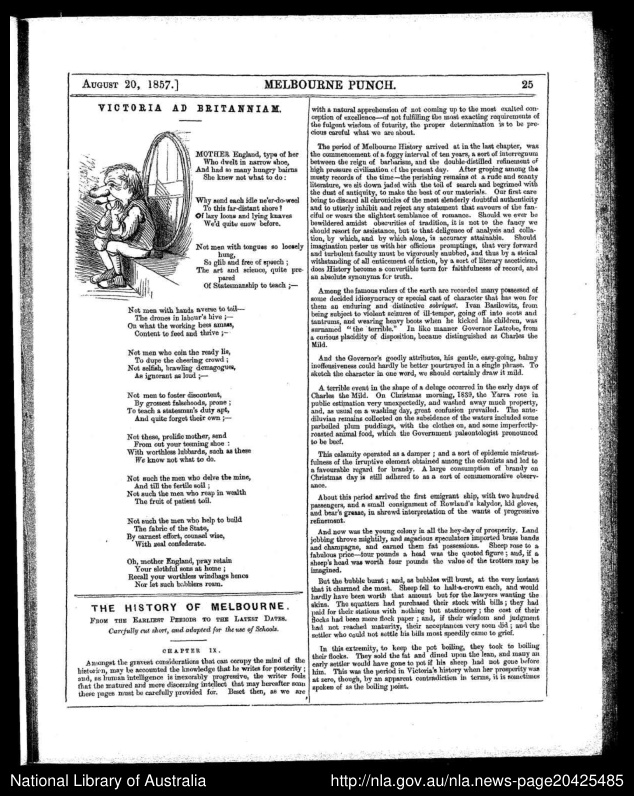 AUGUST 20, 1857.]
MELBOURNE PUNCH.
25
VICTORIA AD BRITANNIAM.
MOTHER England, type of her
Who dwelt in narrow shoe,
And had so many hungry bairns
She knew not what to do:
Why send each idle ne'er-do-weel
To this far-distant shore?
Of lazy loons and lying knaves
We'd quite enow before.
Not men with tongues so loosely
hung,
So glib and free of speech;
The art and science, quite pre-
pared
Of Statesmanship to teach;—
Not men with hands averse to toil—
The drones in labour's hive;—
On what the working bees amass,
Content to feed and thrive;—
Not men who coin the ready lie,
To dupe the cheering crowd;
Not selfish, brawling demagogues,
As ignorant as loud;—
Not men to foster discontent,
By grossest falsehoods, prone;
To teach a statesman's duty apt,
And quite forget their own;—
Not these, prolific mother, send
From out your teeming shoe:
With worthless lubbards, such as these
We know not what to do.
Not such the men who delve the mine,
And till the fertile soil;
Not such the men who reap in wealth
The fruit of patient toil.
Not such the men who help to build
The fabric of the State,
By earnest effort, counsel wise,
With zeal confederate.
Oh, mother England, pray retain
Your slothful sons at home;
Recall your worthless windbags hence
Nor let such babblers roam.
THE HISTORY OF MELBOURNE.
FROM THE EARLIEST PERIODS TO THE LATEST DATES.
Carefully cut short, and adapted for the use of Schools.
CHAPTER IX.
Amongst the gravest considerations that can occupy the mind of the
historian, may be accounted the knowledge that he writes for posterity;
and, as human intelligence is inexorably progressive, the writer feels
that the matured and more discerning intellect that may hereafter scan
these pages must be carefully provided for. Beset then, as we are
with a natural apprehension of not coming up to the most exalted con-
ception of excellence—of not fulfilling the most exacting requirements of
the fulgent wisdom of futurity, the proper determination is to be pre-
cious careful what we are about.
The period of Melbourne History arrived at in the last chapter, was
the commencement of a foggy interval of ten years, a sort of interregnum
between the reign of barbarism, and the double-distilled refinement of
high pressure civilization of the present day. After groping among the
musty records of the time—the perishing remains of a rude and scanty
literature, we sit down jaded with the toil of search and begrimed with
the dust of antiquity, to make the best of our materials. Our first care
being to discard all chronicles of the most slenderly doubtful authenticity
and to utterly inhibit and reject any statement that savours of the fan-
ciful or wears the slightest semblance of romance. Should we ever be
bewildered amidst obscurities of tradition, it is not to the fancy we
should resort for assistance, but to that deligence of analysis and colla-
tion, by which, and by which alone, is accuracy attainable. Should
imagination pester us with her officious promptings, that very forward
and turbulent faculty must be vigorously snubbed, and thus by a stoical
withstanding of all enticement of fiction, by a sort of literary asceticism,
does History become a convertible term for faithfulness of record, and
an absolute synonyma for truth.
Among the famous rulers of the earth are recorded many possessed of
some decided idiosyncracy or special cast of character that has won for
them an enduring and distinctive sobriquet. Ivan Basilowitz, from
being subject to violent seizures of ill-temper, going off into scots and
tantrums, and wearing heavy boots when he kicked his children, was
surnamed "the terrible." In like manner Governor Latrobe, from
a curious placidity of disposition, became distinguished as Charles the
Mild.
And the Governor's goodly attributes, his gentle, easy-going, balmy
inoffensiveness could hardly be better pourtrayed in a single phrase. To
sketch the character in one word, we should certainly draw it mild.
A terrible event in the shape of a deluge occurred in the early days of
Charles the Mild. On Christmas morning, 1839, the Yarra rose in
public estimation very unexpectedly, and washed away much property,
and, as usual on a washing day, great confusion prevailed. The ante-
diluvian remains collected on the subsidence of the waters included some
parboiled plum puddings, with the clothes on, and some imperfectly-
roasted animal food, which the Government palæontologist pronounced
to be beef.
This calamity operated as a damper; and a sort of epidemic mistrust-
fulness of the irruptive element obtained among the colonists and led to
a favourable regard for brandy. A large consumption of brandy on
Christmas day is still adhered to as a sort of commemorative observ-
ance.
About this period arrived the first emigrant ship, with two hundred
passengers, and a small consignment of Rowland's kalydor, kid gloves,
and bear's grease, in shrewd interpretation of the wants of progressive
refinement.
And now was the young colony in all the hey-day of prosperity. Land
jobbing throve mightily, and sagacious speculators imported brass bands
and champagne, and earned them fat possessions. Sheep rose to a
fabulous price—four pounds a head was the quoted figure; and, if a
sheep's head was worth four pounds the value of the trotters may be
imagined.
But the bubble burst; and, as bubbles will burst, at the very instant
that it charmed the most. Sheep fell to half-a-crown each, and would
hardly have been worth that amount but for the lawyers wanting the
skins. The squatters had purchased their stock with bills; they had
paid for their stations with nothing but stationery; the cost of their
flocks had been more flock paper; and, if their wisdom and judgment
had not reached maturity, their acceptances very soon did; and the
settler who could not settle his bills most speedily came to grief.
In this extremity, to keep the pot boiling, they took to boiling
their flocks. They sold the fat and dined upon the lean, and many an
early settler would have gone to pot if his sheep had not gone before
him. This was the period in Victoria's history when her prosperity was
at zero, though, by an apparent contradiction in terms, it is sometimes
spoken of as the boiling point.
National Library of Australia
http://nla.gov.au/nla.news-page20425485